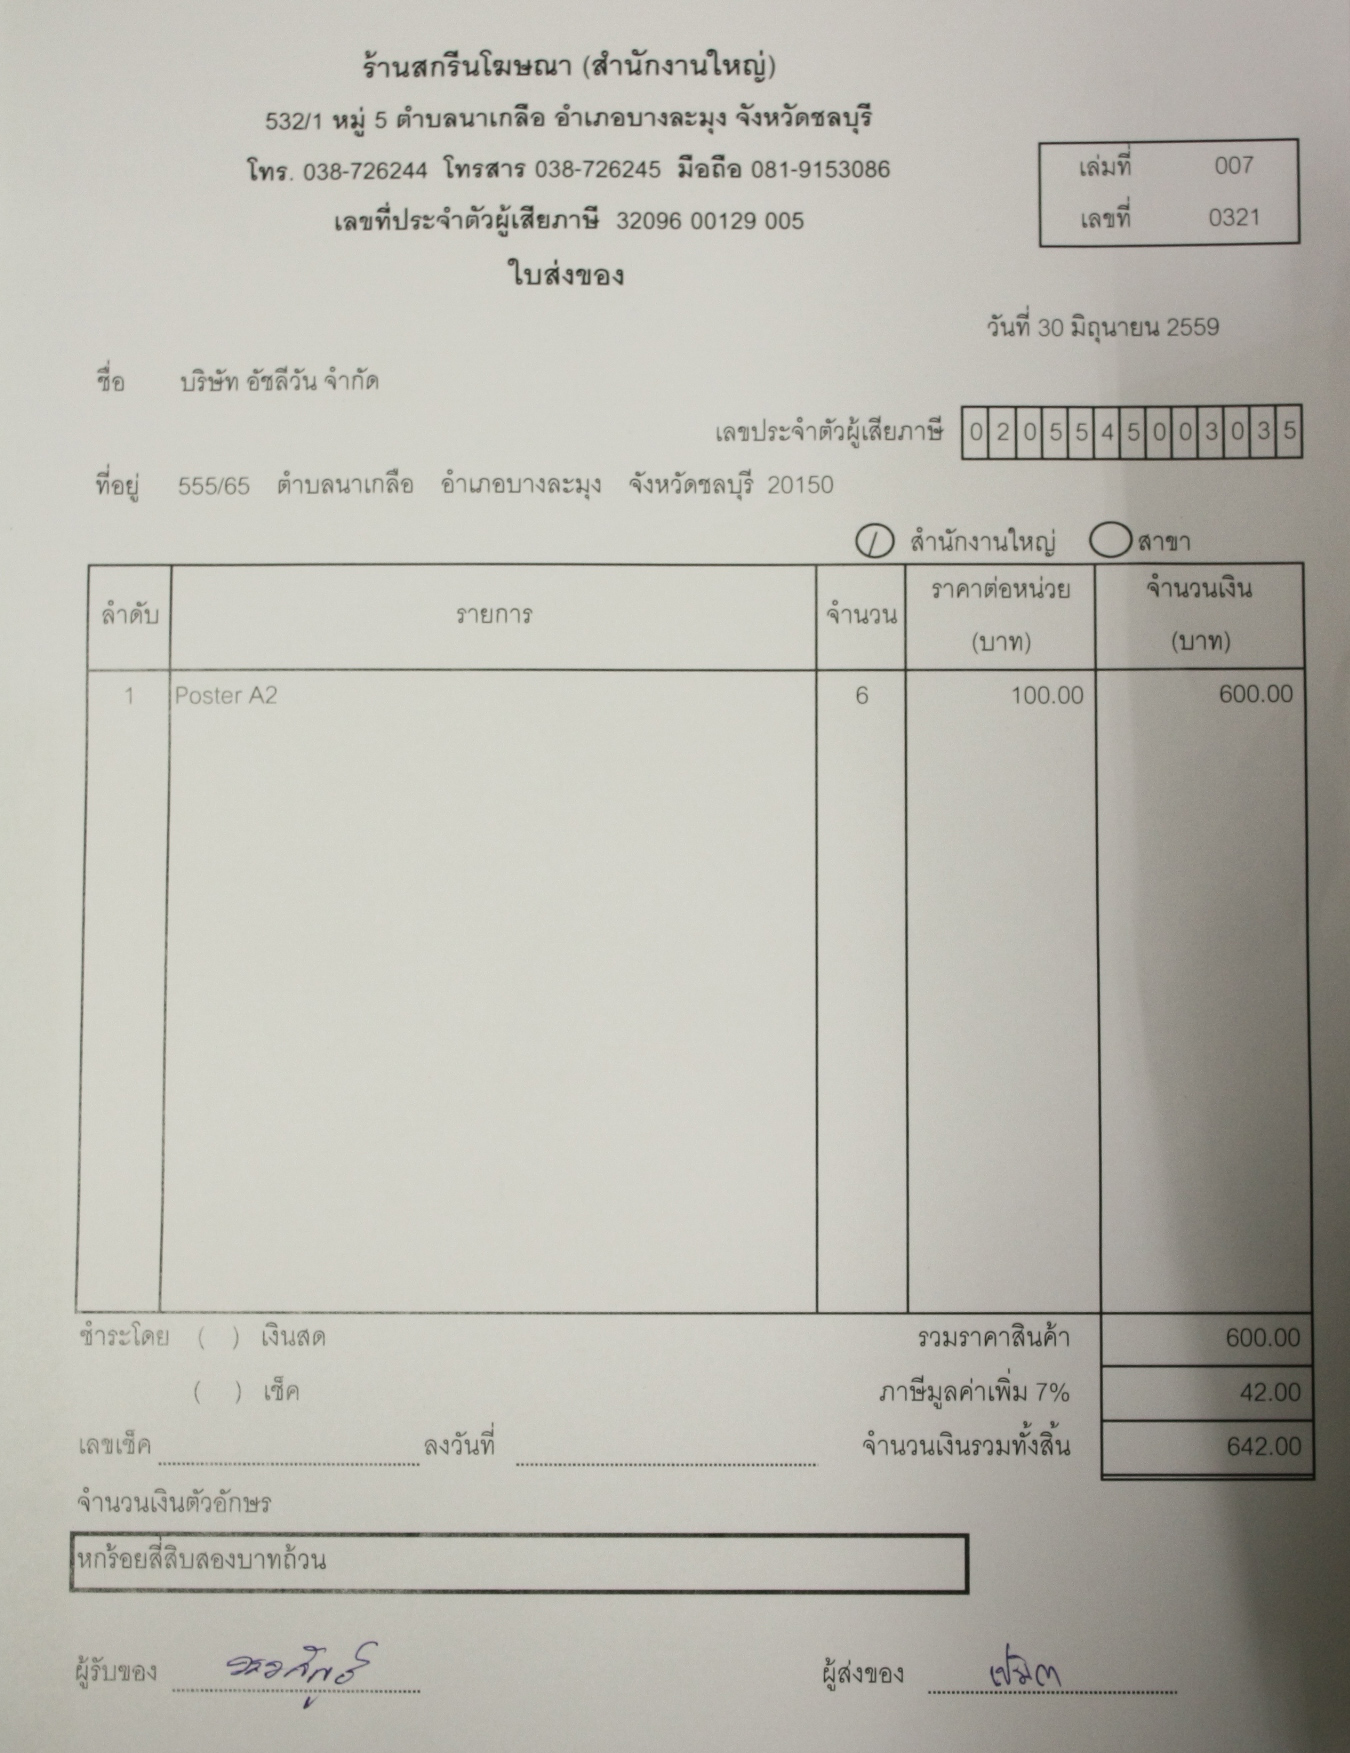 ร้านสกรีนโฆษณา (สำนักงานใหญ่)
532/1 หมู่ 5 ตำบลนาเกลือ อำเภอบางละมุง จังหวัดชลบุรี
โทร. 038-726244 โทรสาร 038-726245 มือถือ 081-9153086
เล่มที่ 007
เลขที่ประจำตัวผู้เสียภาษี 32096 00129 005
เลขที่ 0321
ใบส่งของ
วันที่ 30 มิถุนายน 2559
ชื่อ บริษัท อัซลีวัน จำกัด
เลขประจำตัวผู้เสียภาษี 0205545003035
ที่อยู่ 555/65 ตำบลนาเกลือ อำเภอบางละมุง จังหวัดชลบุรี 20150
(/) สำนักงานใหญ่ สาขา
ลำดับ รายการ จำนวน ราคาต่อหน่วย (บาท) จำนวนเงิน (บาท)
1 Poster A2 6 100.00 600.00
ชำระโดย ( ) เงินสด รวมราคาสินค้า 600.00
( ) เช็ค ภาษีมูลค่าเพิ่ม 7% 42.00
เลขเช็ค ลงวันที่ จำนวนเงินรวมทั้งสิ้น 642.00
จำนวนเงินตัวอักษร
หกร้อยสี่สิบสองบาทถ้วน
ผู้รับของ ผู้ส่งของ